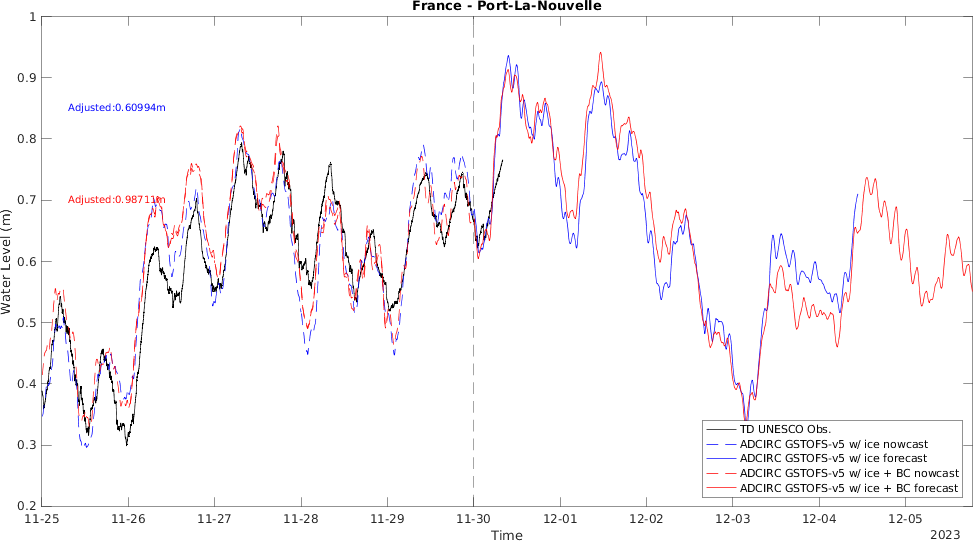 France - Port-La-Nouvelle
1
0.9
0.8
0.7
0.6
0.5
0.4
0.3
0.2
Water Level (m)
Adjusted:0.60994m
Adjusted:0.98711m
TD UNESCO Obs.
ADCIRC GSTOFS-v5 w/ ice nowcast
ADCIRC GSTOFS-v5 w/ ice forecast
ADCIRC GSTOFS-v5 w/ ice + BC nowcast
ADCIRC GSTOFS-v5 w/ ice + BC forecast
11-25 11-26 11-27 11-28 11-29 11-30 12-01 12-02 12-03 12-04 12-05
Time
2023